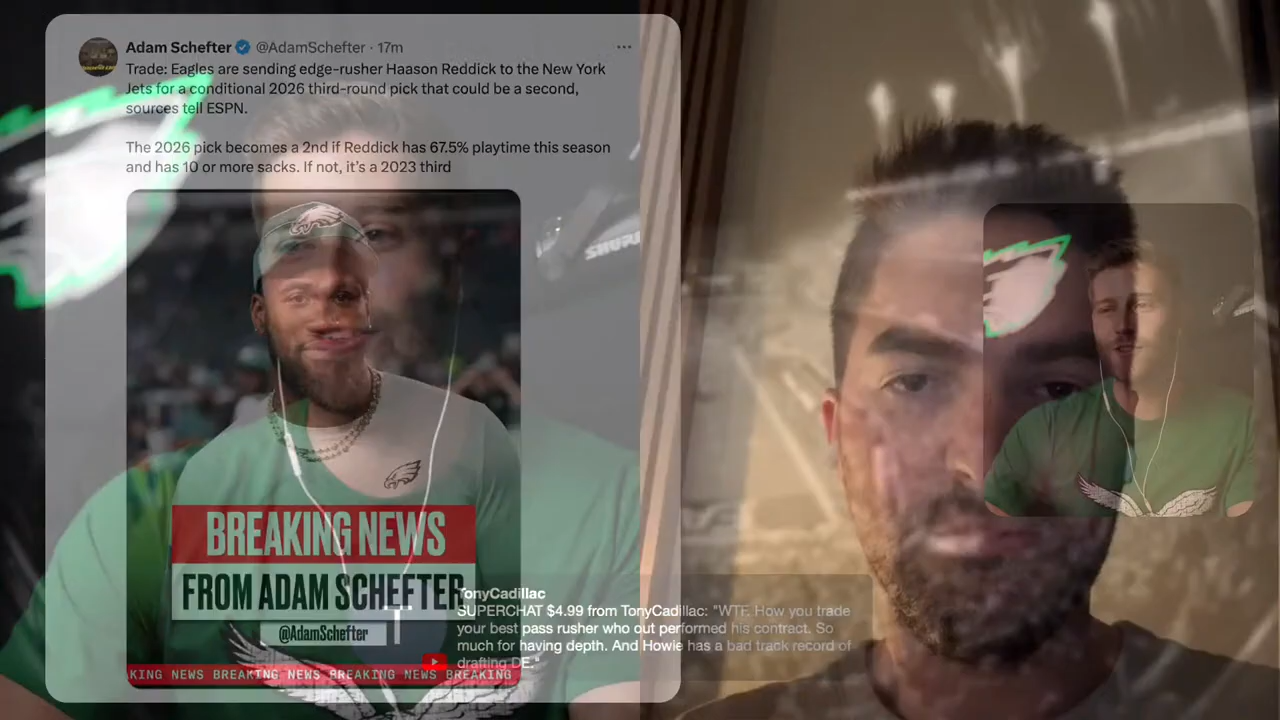 Adam Schefter @AdamSchefter · 17m
Trade: Eagles are sending edge-rusher Haason Reddick to the New York
Jets for a conditional 2026 third-round pick that could be a second,
sources tell ESPN.
The 2026 pick becomes a 2nd if Reddick has 67.5% playtime this season
and has 10 or more sacks. If not, it's a 2023 third
SHURE
BREAKING NEWS
FROM ADAM SCHEFTER
@AdamSchefter
KING NEWS BREAKING NEWS BREAKING NEWS BREAKING
T
TonyCadillac
SUPERCHAT $4.99 from TonyCadillac: "WTF. How you trade
your best pass rusher who out performed his contract. So
much for having depth. And Howie has a bad track record of
drafting DE."